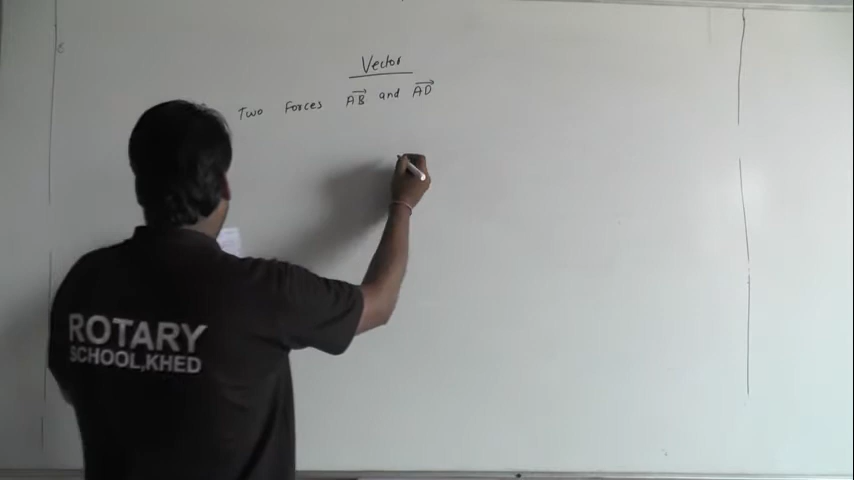 Vector
Two Forces AB and AD
ROTARY
SCHOOL,KHED